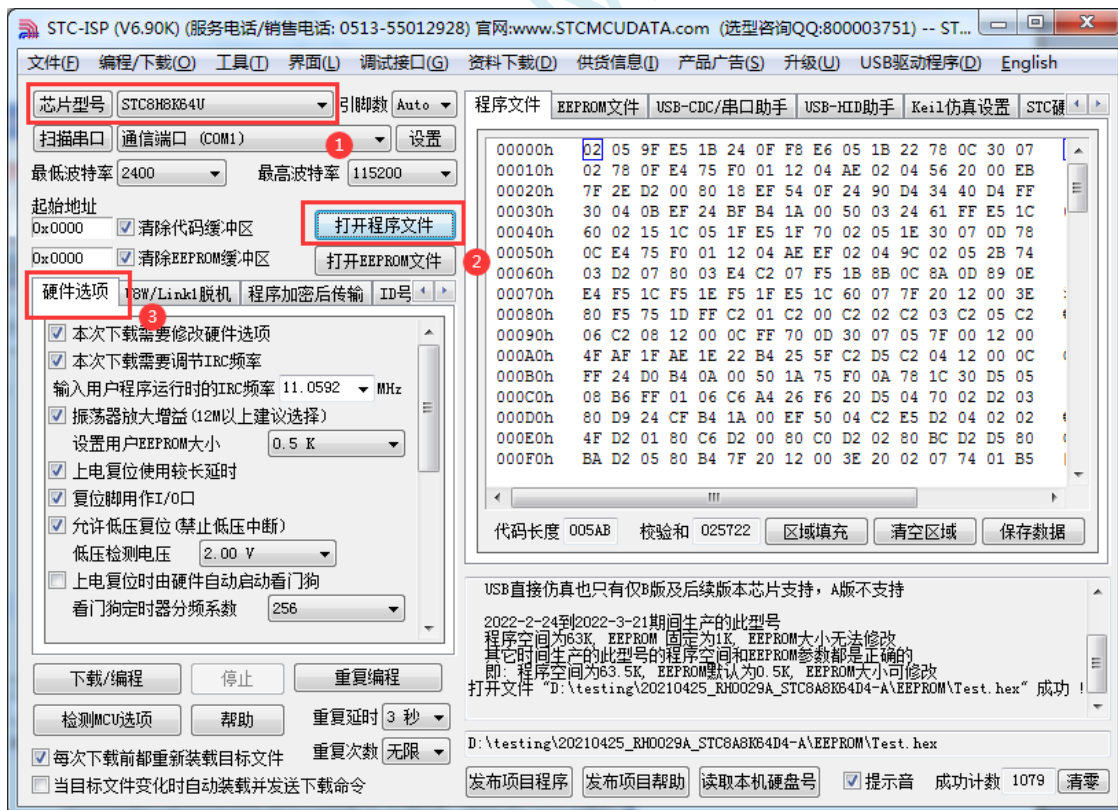 STC-ISP (V6.90K) (服务电话/销售电话: 0513-55012928) 官网:www.STCMCUDATA.com (选型咨询QQ:800003751) -- ST...
文件(F) 编程/下载(O) 工具(T) 界面(L) 调试接口(G) 资料下载(D) 供货信息(I) 产品广告(S) 升级(U) USB驱动程序(D) English
芯片型号 STC8H8K64U 引脚数 Auto
扫描串口 通信端口 (COM1) 设置
1
最低波特率 2400 最高波特率 115200
起始地址
0x0000 清除代码缓冲区 打开程序文件
0x0000 清除EEPROM缓冲区 打开EEPROM文件
2
硬件选项 U8W/Link1脱机 程序加密后传输 ID号
3
本次下载需要修改硬件选项
本次下载需要调节IRC频率
输入用户程序运行时的IRC频率 11.0592 MHz
振荡器放大增益(12M以上建议选择)
设置用户EEPROM大小 0.5 K
上电复位使用较长延时
复位脚用作I/O口
允许低压复位(禁止低压中断)
低压检测电压 2.00 V
上电复位时由硬件自动启动看门狗
看门狗定时器分频系数 256
下载/编程 停止 重复编程
检测MCU选项 帮助 重复延时 3 秒
每次下载前都重新装载目标文件 重复次数 无限
当目标文件变化时自动装载并发送下载命令
程序文件 EEPROM文件 USB-CDC/串口助手 USB-HID助手 Keil仿真设置 STC硬
00000h 02 05 9F E5 1B 24 0F F8 E6 05 1B 22 78 0C 30 07
00010h 02 78 0F E4 75 F0 01 12 04 AE 02 04 56 20 00 EB
00020h 7F 2E D2 00 80 18 EF 54 0F 24 90 D4 34 40 D4 FF
00030h 30 04 0B EF 24 BF B4 1A 00 50 03 24 61 FF E5 1C
00040h 60 02 15 1C 05 1F E5 1F 70 02 05 1E 30 07 0D 78
00050h 0C E4 75 F0 01 12 04 AE EF 02 04 9C 02 05 2B 74
00060h 03 D2 07 80 03 E4 C2 07 F5 1B 8B 0C 8A 0D 89 0E
00070h E4 F5 1C F5 1E F5 1F E5 1C 60 07 7F 20 12 00 3E
00080h 80 F5 75 1D FF C2 01 C2 00 C2 02 C2 03 C2 05 C2
00090h 06 C2 08 12 00 0C FF 70 0D 30 07 05 7F 00 12 00
000A0h 4F AF 1F AE 1E 22 B4 25 5F C2 D5 C2 04 12 00 0C
000B0h FF 24 D0 B4 0A 00 50 1A 75 F0 0A 78 1C 30 D5 05
000C0h 08 B6 FF 01 06 C6 A4 26 F6 20 D5 04 70 02 D2 03
000D0h 80 D9 24 CF B4 1A 00 EF 50 04 C2 E5 D2 04 02 02
000E0h 4F D2 01 80 C6 D2 00 80 C0 D2 02 80 BC D2 D5 80
000F0h BA D2 05 80 B4 7F 20 12 00 3E 20 02 07 74 01 B5
代码长度 005AB 校验和 025722 区域填充 清空区域 保存数据
USB直接仿真也只有仅B版及后续版本芯片支持，A版不支持
2022-2-24到2022-3-21期间生产的此型号
程序空间为63K, EEPROM 固定为1K, EEPROM大小无法修改
其它时间生产的此型号的程序空间和EEPROM参数都是正确的
即: 程序空间为63.5K, EEPROM默认为0.5K, EEPROM大小可修改
打开文件 "D:\testing\20210425_RH0029A_STC8A8K64D4-A\EEPROM\Test.hex" 成功 !
D:\testing\20210425_RH0029A_STC8A8K64D4-A\EEPROM\Test.hex
发布项目程序 发布项目帮助 读取本机硬盘号 提示音 成功计数 1079 清零